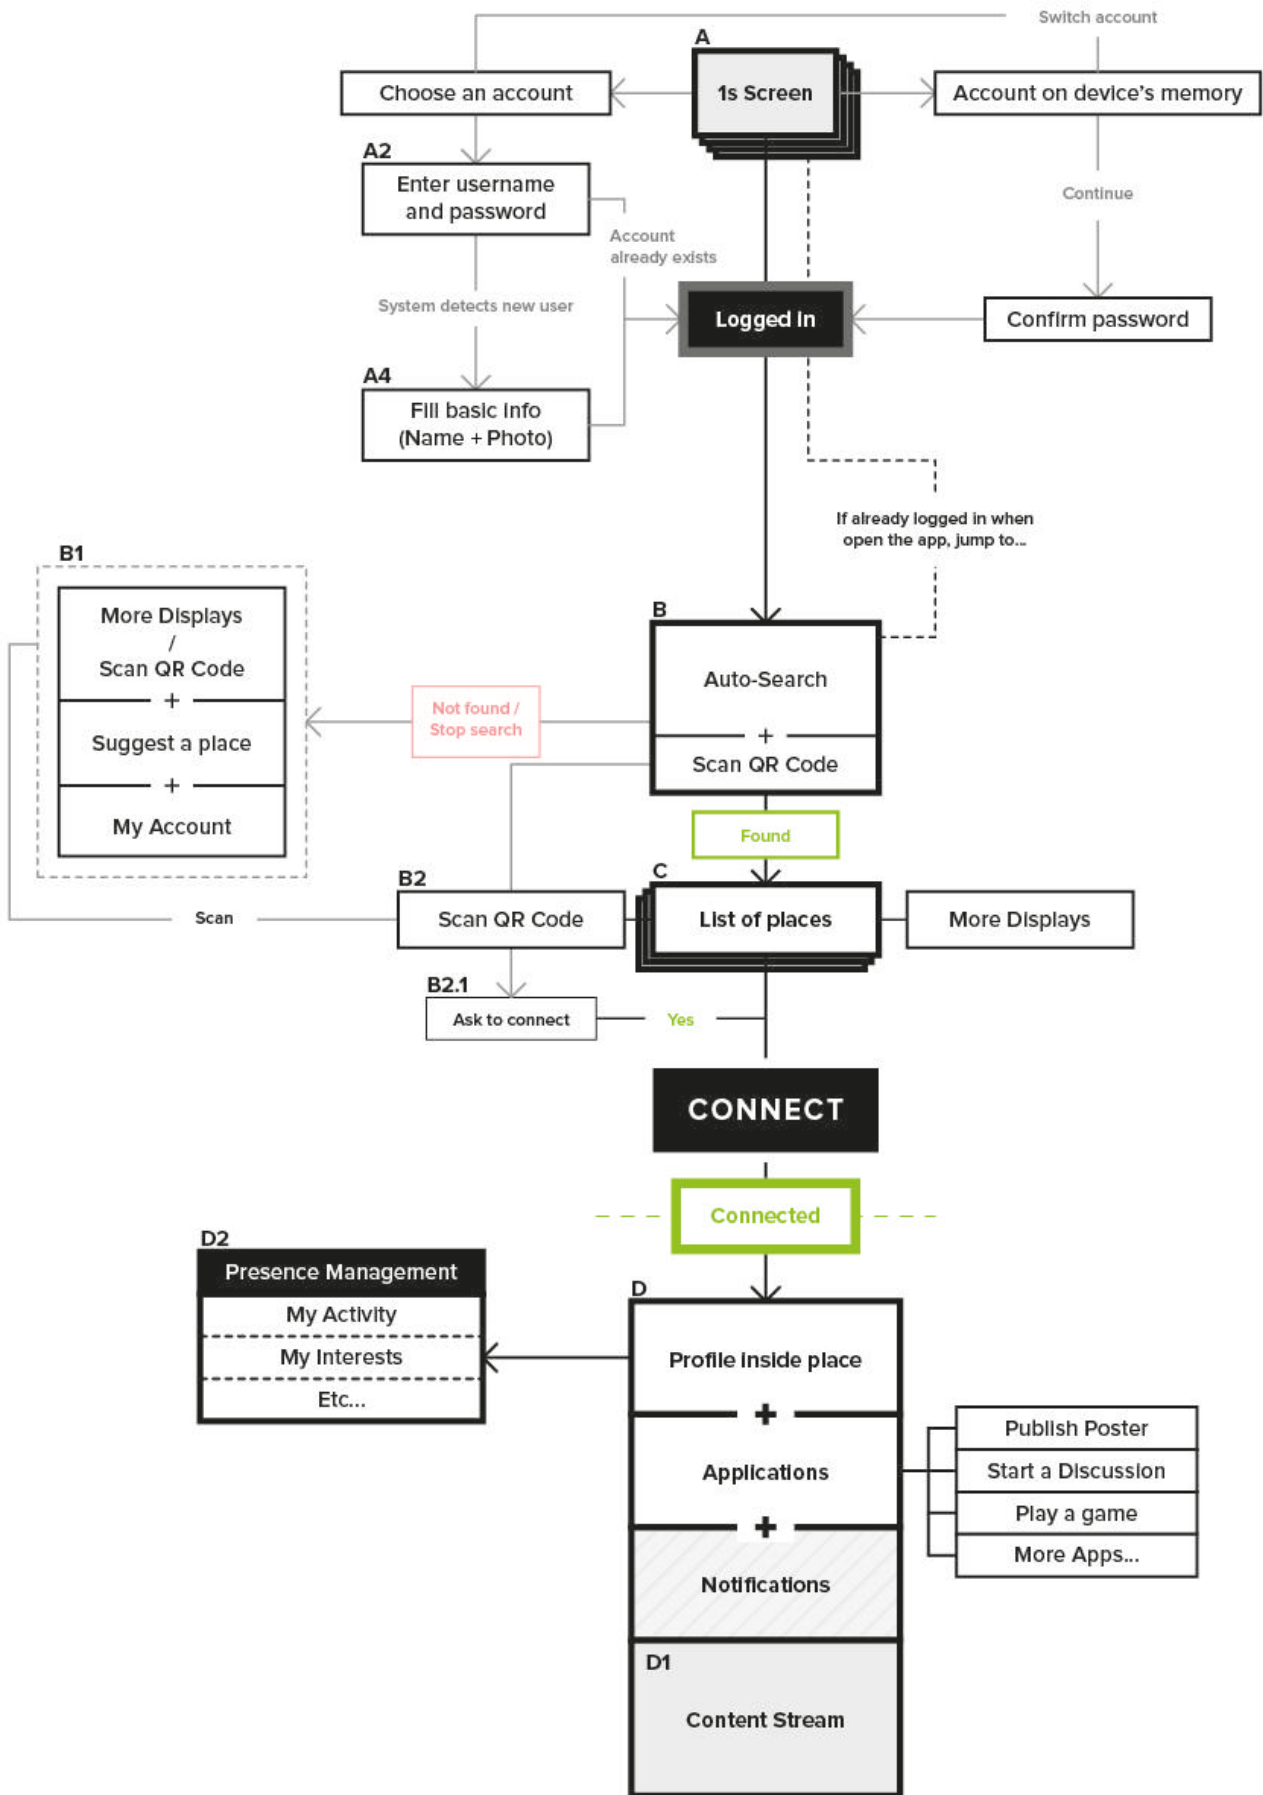 Switch account
A
Choose an account
1s Screen
Account on device's memory
A2
Enter username
and password
Continue
Account
already exists
System detects new user
Logged in
Confirm password
A4
Fill basic info
(Name + Photo)
If already logged in when
open the app, jump to...
B1
More Displays
/
Scan QR Code
+
Suggest a place
+
My Account
B
Auto-Search
+
Scan QR Code
Not found /
Stop search
Found
C
B2
Scan
Scan QR Code
List of places
More Displays
B2.1
Ask to connect
Yes
CONNECT
Connected
D2
Presence Management
My Activity
My Interests
Etc...
D
Profile inside place
+
Applications
+
Notifications
Publish Poster
Start a Discussion
Play a game
More Apps...
D1
Content Stream